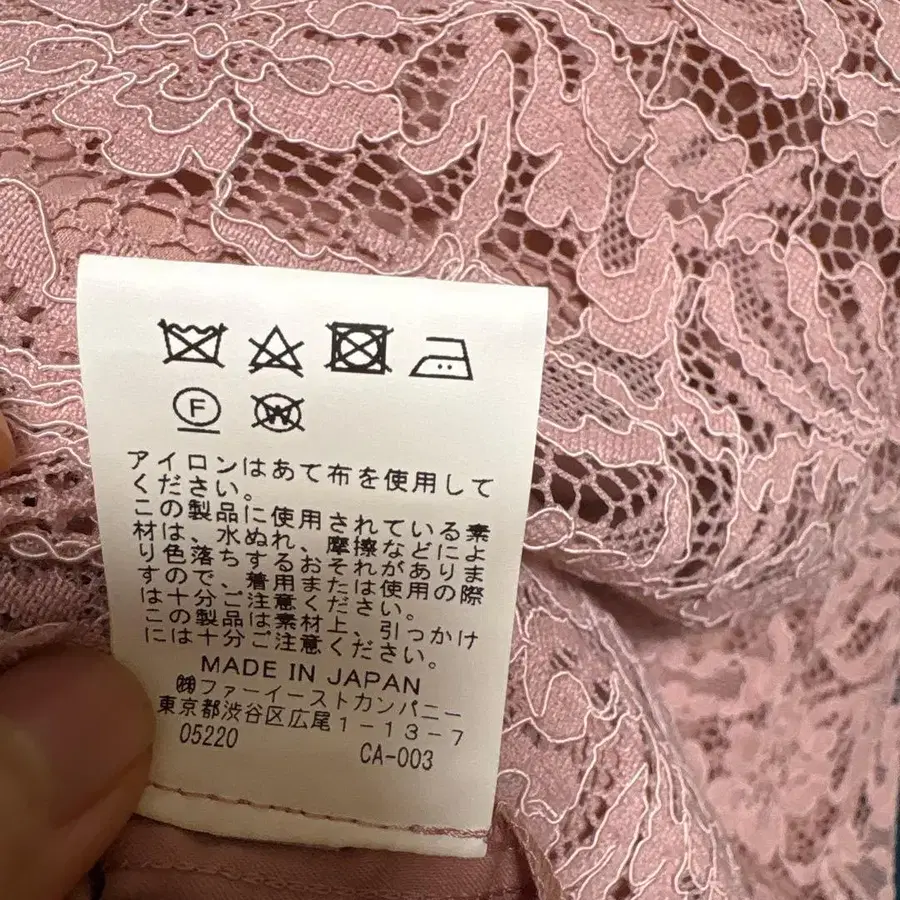 F W
アイロンはあて布を使用して
ください。
この製品に使用されている素
材は、水ぬれ、摩擦などによ
り色落ちするおそれがありま
すので、着用または使用の際
は十分ご注意ください。
この製品は素材上、引っかけ
には十分ご注意ください。
MADE IN JAPAN
㈱ファーイーストカンパニー
東京都渋谷区広尾1-13-7
05220 CA-003